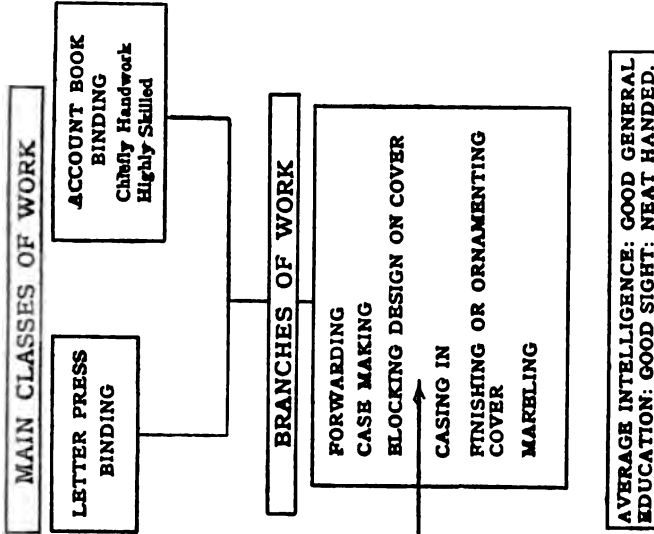 MAIN CLASSES OF WORK
LETTER PRESS
BINDING
ACCOUNT BOOK
BINDING
Chiefly Handwork
Highly Skilled
BRANCHES OF WORK
FORWARDING
CASE MAKING
BLOCKING DESIGN ON COVER
CASING IN
FINISHING OR ORNAMENTING
COVER
MARBLING
AVERAGE INTELLIGENCE: GOOD GENERAL
EDUCATION: GOOD SIGHT: NEAT HANDED.